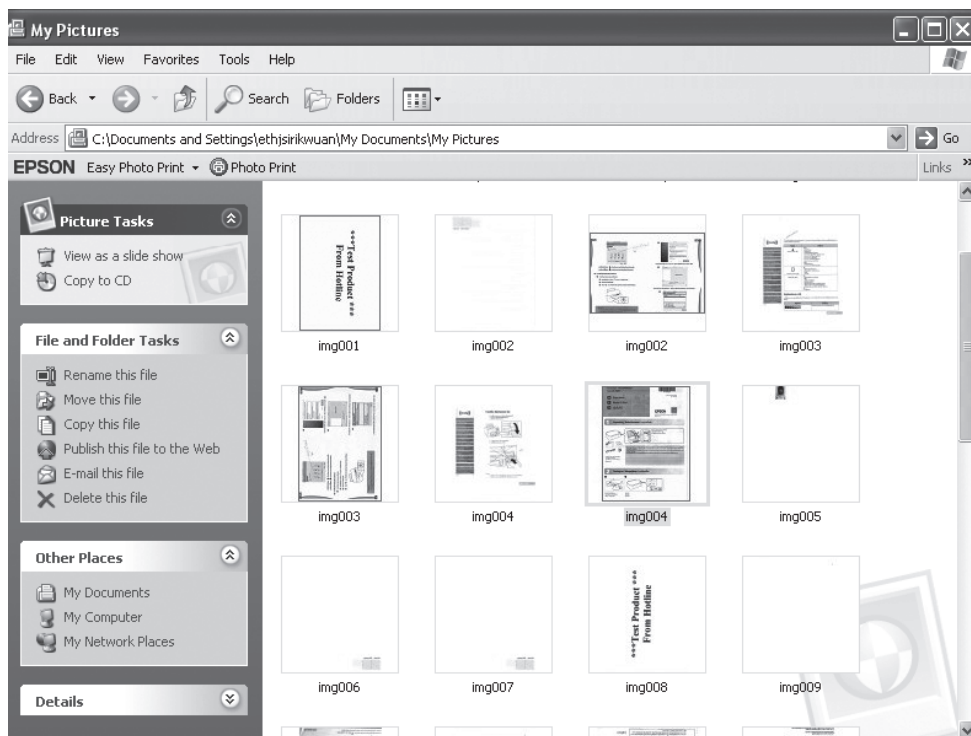 My Pictures
File Edit View Favorites Tools Help
Back Search Folders
Address C:\Documents and Settings\ethjsirikwuan\My Documents\My Pictures Go
EPSON Easy Photo Print Photo Print Links »
Picture Tasks
View as a slide show
Copy to CD
File and Folder Tasks
Rename this file
Move this file
Copy this file
Publish this file to the Web
E-mail this file
Delete this file
Other Places
My Documents
My Computer
My Network Places
Details
***Test Product ***
From Hotline
img001 img002 img002 img003
EPSON
img003 img004 img004 img005
***Test Product ***
From Hotline
img006 img007 img008 img009